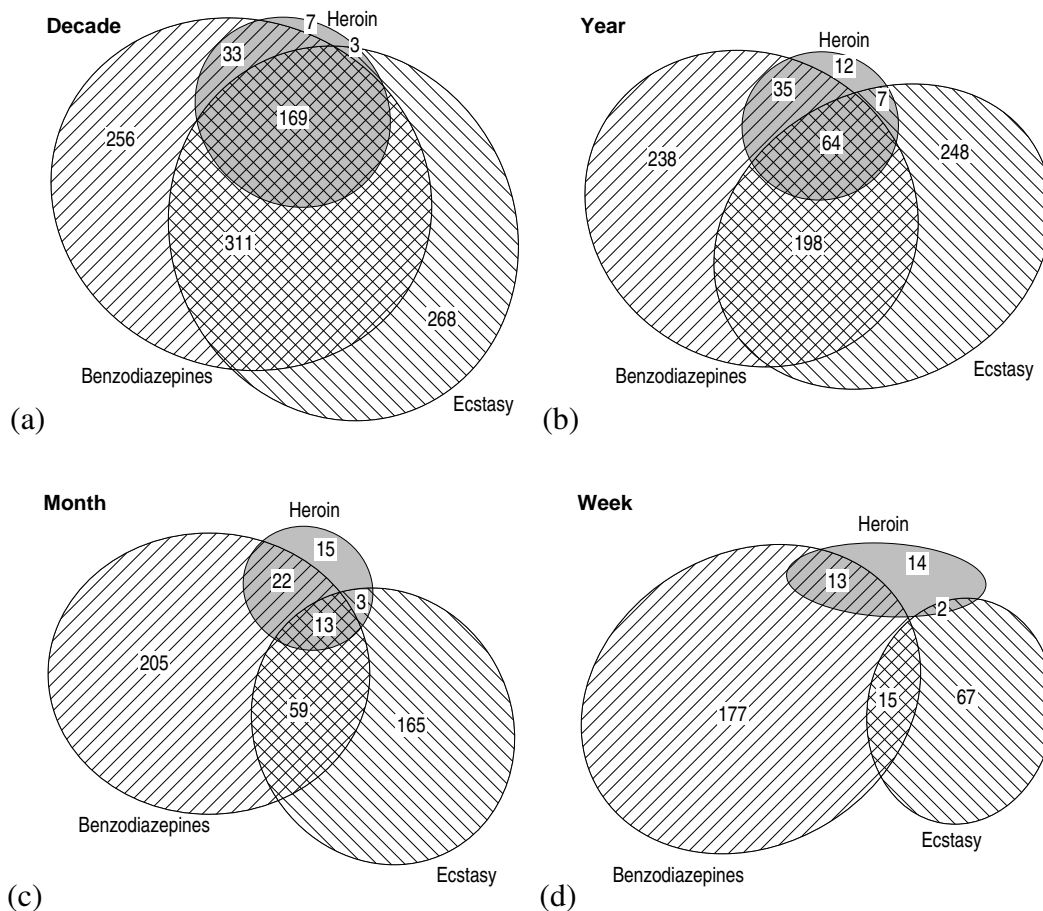 Decade
Heroin
7
3
33
169
256
311
268
Benzodiazepines
Ecstasy
(a)
Year
Heroin
12
35
7
64
238
248
198
Benzodiazepines
Ecstasy
(b)
Month
Heroin
15
22
3
13
205
59
165
Benzodiazepines
Ecstasy
(c)
Week
Heroin
14
13
2
177
15
67
Ecstasy
Benzodiazepines
(d)